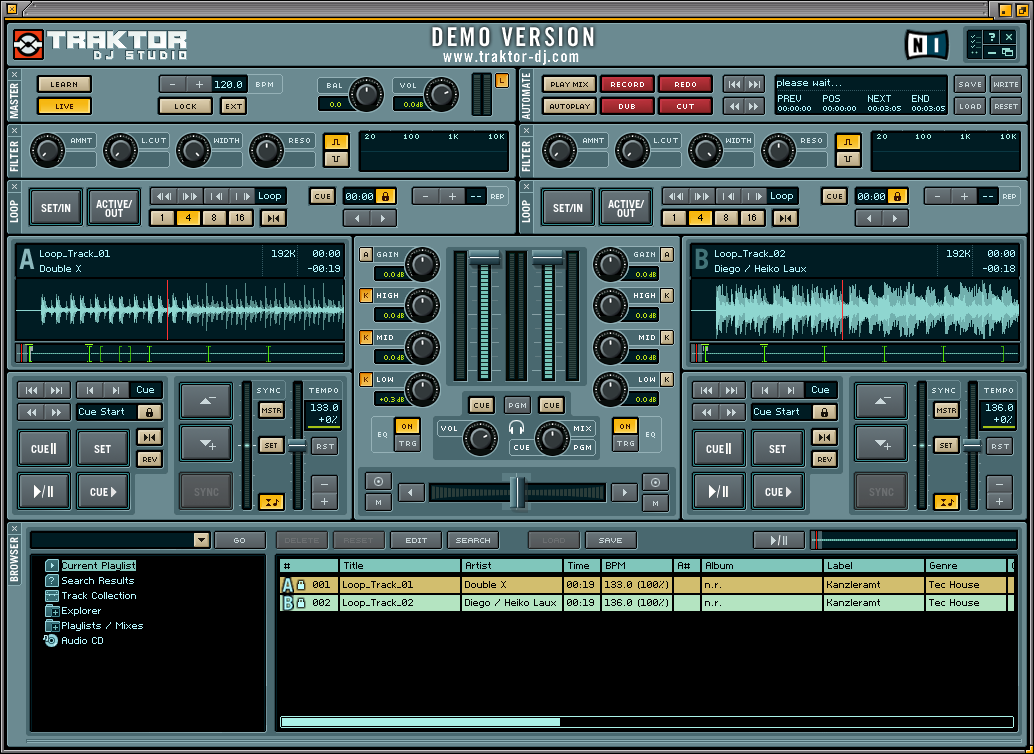 TRAKTOR
DJ STUDIO
DEMO VERSION
www.traktor-dj.com
NI
?
MASTER
LEARN
LIVE
120.0 BPM
LOCK EXT
BAL
0.0
VOL
0.0dB
L
AUTOMATE
PLAY MIX RECORD REDO
AUTOPLAY DUB CUT
please wait...
PREV POS NEXT END
00:00:00 00:00:00 00:03:05 00:03:05
SAVE WRITE
LOAD RESET
FILTER
AMNT L.CUT WIDTH RESO
20 100 1K 10K
FILTER
AMNT L.CUT WIDTH RESO
20 100 1K 10K
LOOP
SET/IN
ACTIVE/
OUT
Loop
1 4 8 16
CUE 00:00
-- REP
LOOP
SET/IN
ACTIVE/
OUT
Loop
1 4 8 16
CUE 00:00
-- REP
A
Loop_Track_01 192K 00:00
Double X -00:19
A GAIN
0.0dB
K HIGH
0.0dB
K MID
0.0dB
K LOW
+0.3dB
GAIN A
0.0dB
HIGH K
0.0dB
MID K
0.0dB
LOW K
0.0dB
B
Loop_Track_02 192K 00:00
Diego / Heiko Laux -00:18
Cue
Cue Start
CUE SET
REV
CUE
SYNC
MSTR
SET
SYNC
TEMPO
133.0
+0%
RST
CUE PGM CUE
EQ ON
TRG
VOL
MIX
CUE PGM
ON EQ
TRG
M
M
Cue
Cue Start
CUE SET
REV
CUE
SYNC
MSTR
SET
SYNC
TEMPO
136.0
+0%
RST
BROWSER
GO DELETE RESET EDIT SEARCH LOAD SAVE
Current Playlist
Search Results
Track Collection
Explorer
Playlists / Mixes
Audio CD
# Title Artist Time BPM A# Album Label Genre
A 001 Loop_Track_01 Double X 00:19 133.0 (100%) n.r. Kanzleramt Tec House
B 002 Loop_Track_02 Diego / Heiko Laux 00:19 136.0 (100%) n.r. Kanzleramt Tec House